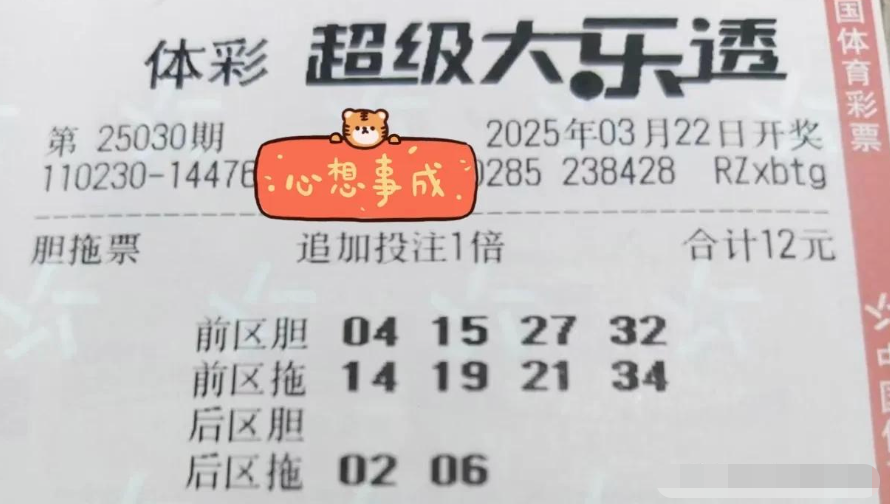 体彩 超级大乐透
第 25030期 2025年03月22日开奖
110230-14478 0285 238428 RZxbtg
心想事成
胆拖票 追加投注1倍 合计12元
前区胆 04 15 27 32
前区拖 14 19 21 34
后区胆
后区拖 02 06
国体育彩票
中国